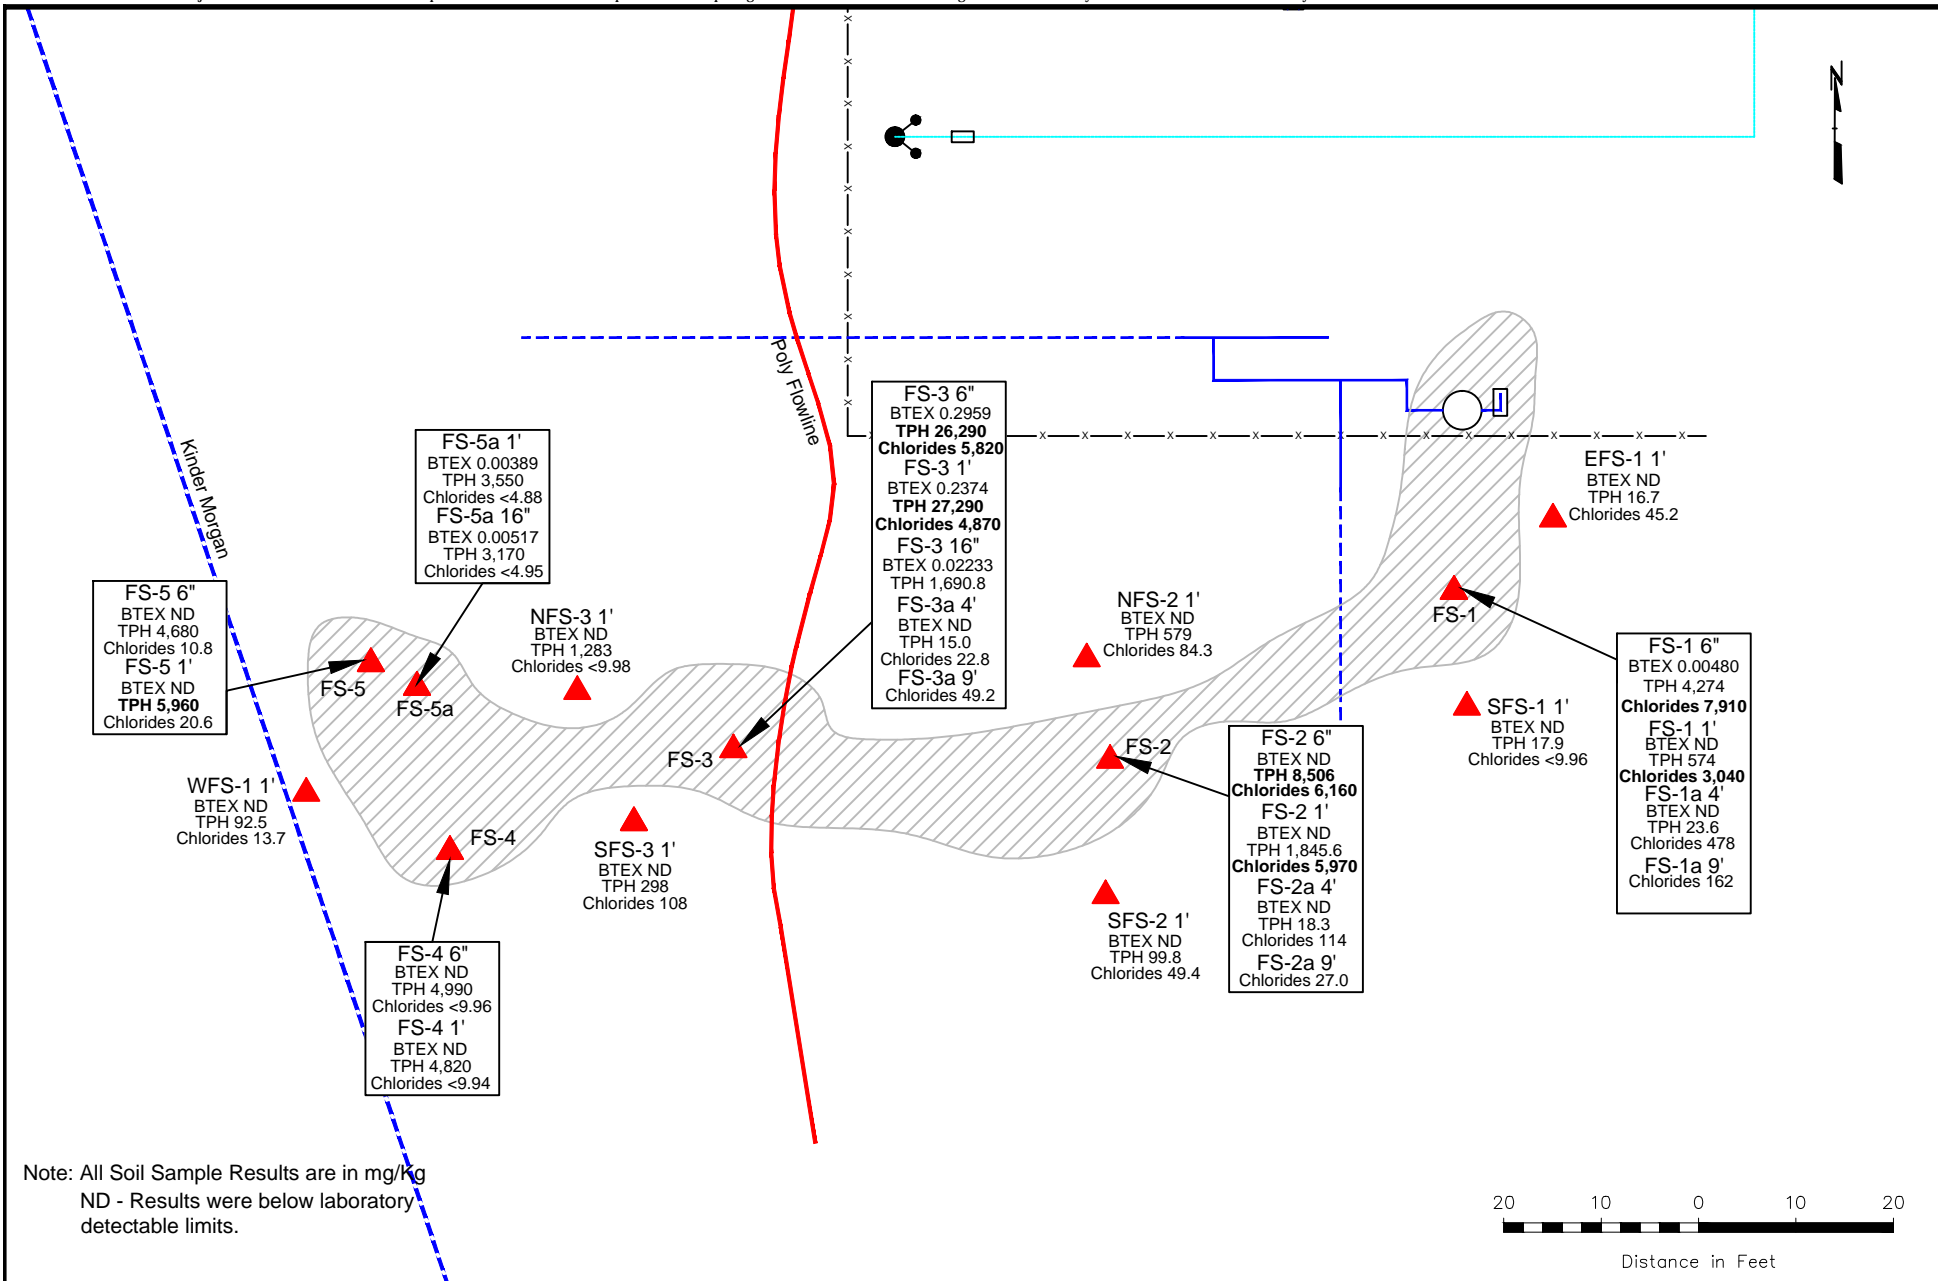 N
Poly Flowline
Kinder Morgan
FS-3 6"
BTEX 0.2959
TPH 26,290
Chlorides 5,820
FS-3 1'
BTEX 0.2374
TPH 27,290
Chlorides 4,870
FS-3 16"
BTEX 0.02233
TPH 1,690.8
FS-3a 4'
BTEX ND
TPH 15.0
Chlorides 22.8
FS-3a 9'
Chlorides 49.2
FS-5a 1'
BTEX 0.00389
TPH 3,550
Chlorides <4.88
FS-5a 16"
BTEX 0.00517
TPH 3,170
Chlorides <4.95
EFS-1 1'
BTEX ND
TPH 16.7
Chlorides 45.2
FS-5 6"
BTEX ND
TPH 4,680
Chlorides 10.8
FS-5 1'
BTEX ND
TPH 5,960
Chlorides 20.6
NFS-3 1'
BTEX ND
TPH 1,283
Chlorides <9.98
NFS-2 1'
BTEX ND
TPH 579
Chlorides 84.3
FS-1
FS-5
FS-5a
FS-3
FS-2
FS-4
FS-1 6"
BTEX 0.00480
TPH 4,274
Chlorides 7,910
FS-1 1'
BTEX ND
TPH 574
Chlorides 3,040
FS-1a 4'
BTEX ND
TPH 23.6
Chlorides 478
FS-1a 9'
Chlorides 162
SFS-1 1'
BTEX ND
TPH 17.9
Chlorides <9.96
FS-2 6"
BTEX ND
TPH 8,506
Chlorides 6,160
FS-2 1'
BTEX ND
TPH 1,845.6
Chlorides 5,970
FS-2a 4'
BTEX ND
TPH 18.3
Chlorides 114
FS-2a 9'
Chlorides 27.0
WFS-1 1'
BTEX ND
TPH 92.5
Chlorides 13.7
SFS-3 1'
BTEX ND
TPH 298
Chlorides 108
SFS-2 1'
BTEX ND
TPH 99.8
Chlorides 49.4
FS-4 6"
BTEX ND
TPH 4,990
Chlorides <9.96
FS-4 1'
BTEX ND
TPH 4,820
Chlorides <9.94
Note: All Soil Sample Results are in mg/Kg
ND - Results were below laboratory
detectable limits.
20 10 0 10 20
Distance in Feet